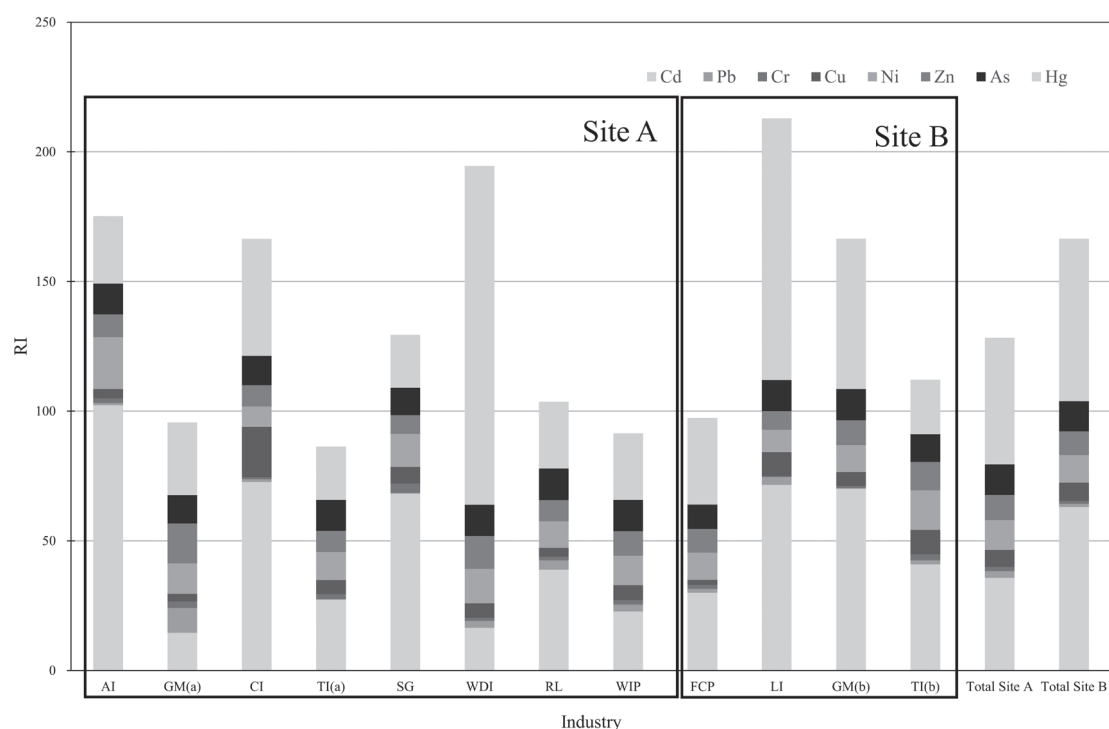 250
Cd Pb Cr Cu Ni Zn As Hg
Site A
Site B
200
150
RI
100
50
0
AI GM(a) CI TI(a) SG WDI RL WIP FCP LI GM(b) TI(b) Total Site A Total Site B
Industry